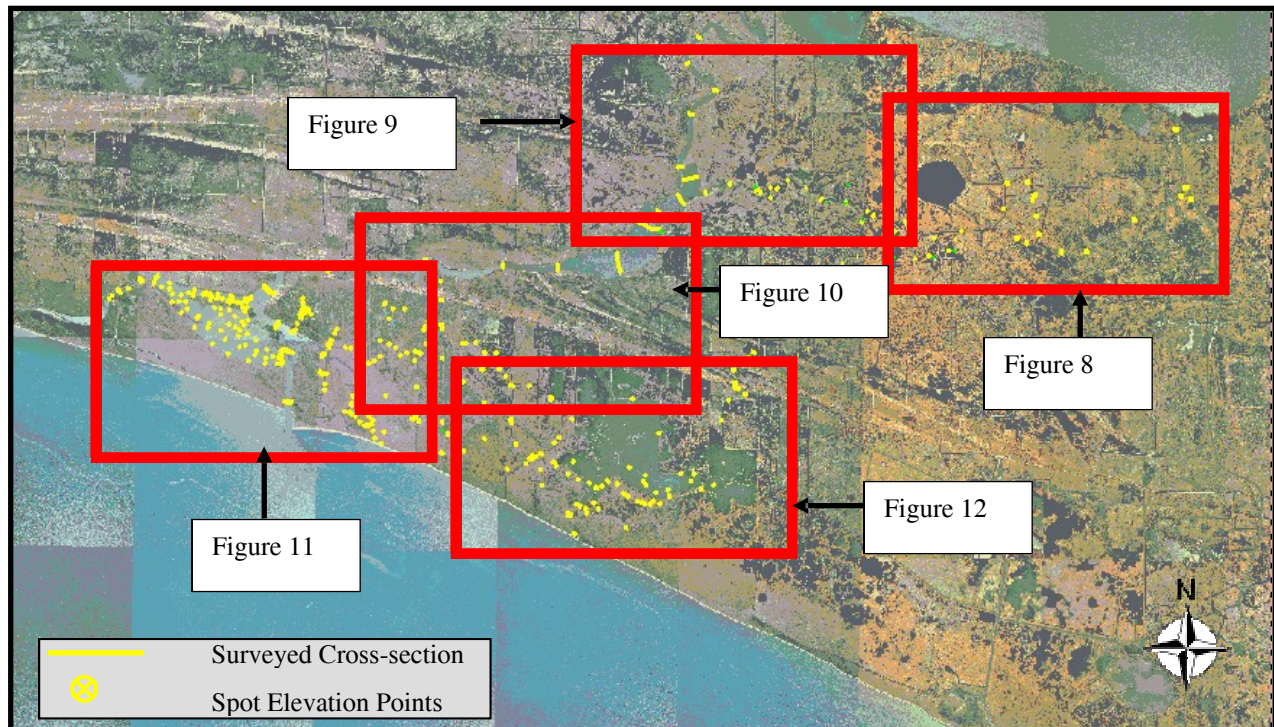 Figure 9
Figure 10
Figure 8
Figure 11
Figure 12
N
Surveyed Cross-section
Spot Elevation Points